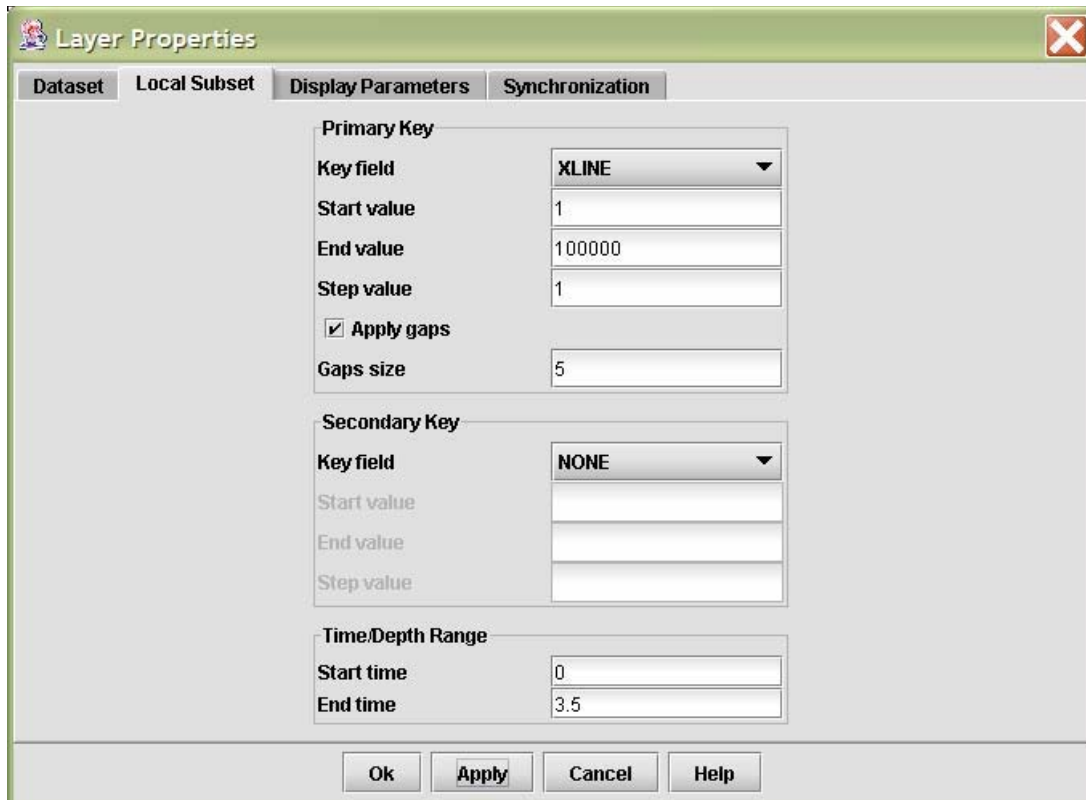 Layer Properties
Dataset Local Subset Display Parameters Synchronization
Primary Key
Key field XLINE
Start value 1
End value 100000
Step value 1
Apply gaps
Gaps size 5
Secondary Key
Key field NONE
Start value
End value
Step value
Time/Depth Range
Start time 0
End time 3.5
Ok Apply Cancel Help